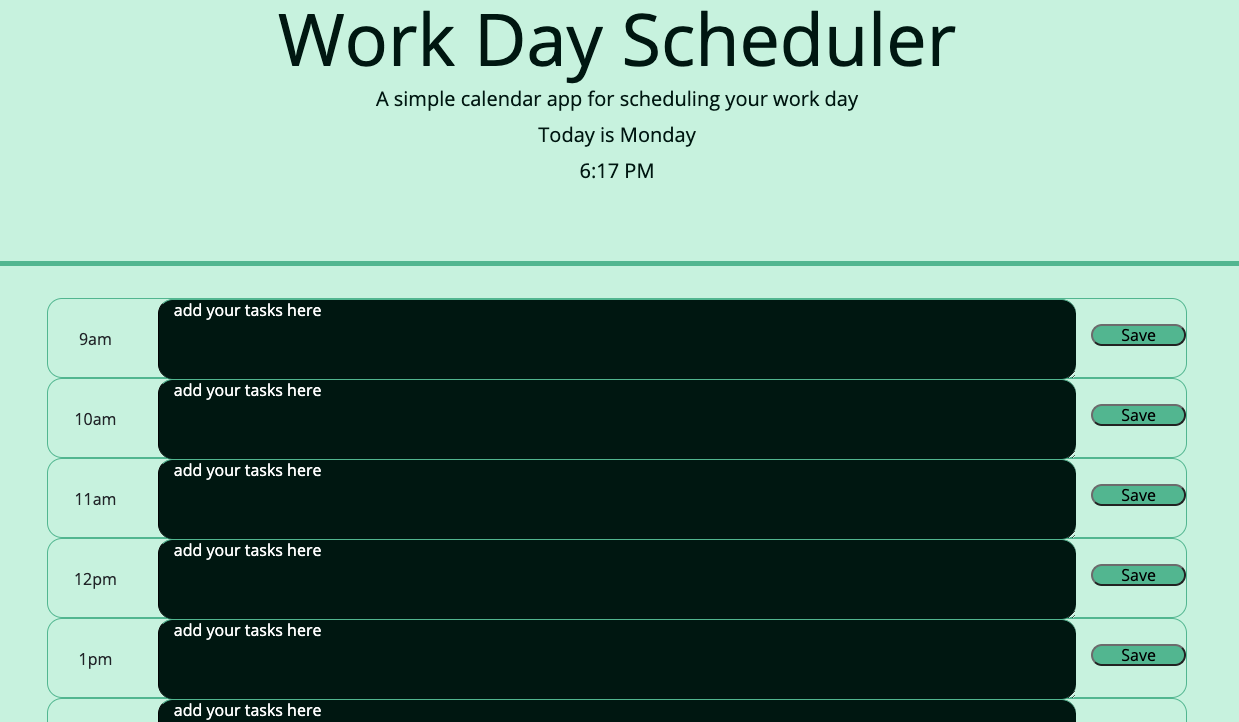 Work Day Scheduler
A simple calendar app for scheduling your work day
Today is Monday
6:17 PM
9am
add your tasks here
Save
10am
add your tasks here
Save
11am
add your tasks here
Save
12pm
add your tasks here
Save
1pm
add your tasks here
Save
add your tasks here